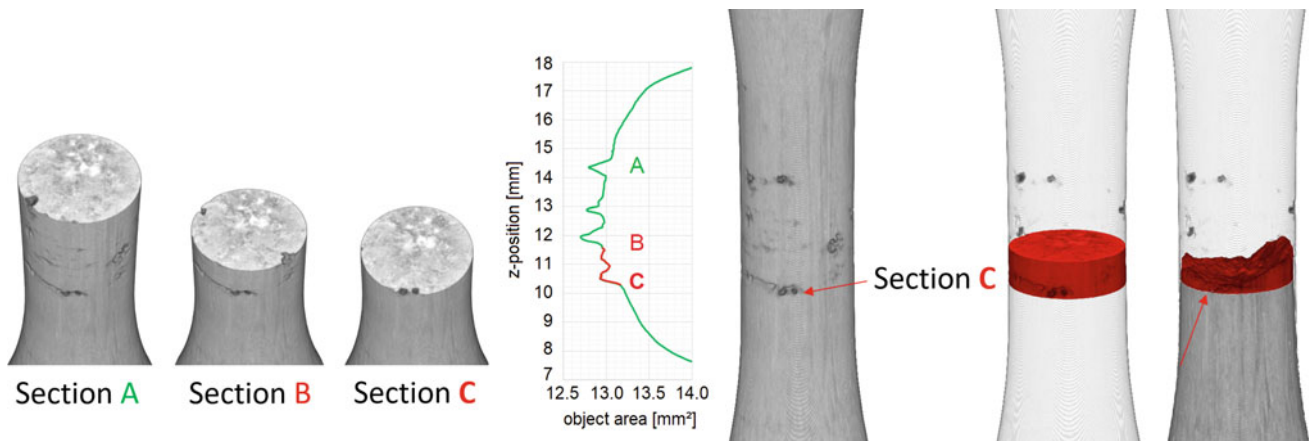 Section A
Section B
Section C
z-position [mm]
18
17
16
15
14
13
12
11
10
9
8
7
12.5 13.0 13.5 14.0
object area [mm²]
A
B
C
Section C